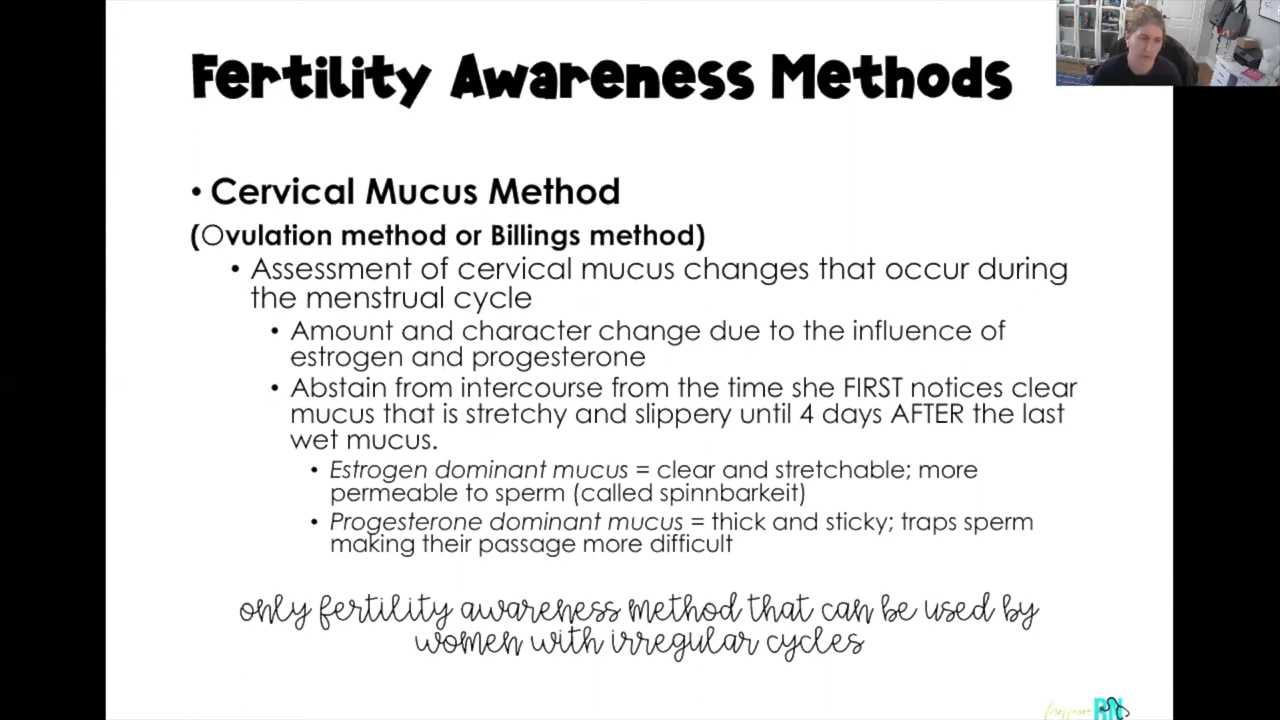 Fertility Awareness Methods
• Cervical Mucus Method
(Ovulation method or Billings method)
• Assessment of cervical mucus changes that occur during
the menstrual cycle
• Amount and character change due to the influence of
estrogen and progesterone
• Abstain from intercourse from the time she FIRST notices clear
mucus that is stretchy and slippery until 4 days AFTER the last
wet mucus.
• Estrogen dominant mucus = clear and stretchable; more
permeable to sperm (called spinnbarkeit)
• Progesterone dominant mucus = thick and sticky; traps sperm
making their passage more difficult
only fertility awareness method that can be used by
women with irregular cycles
RN